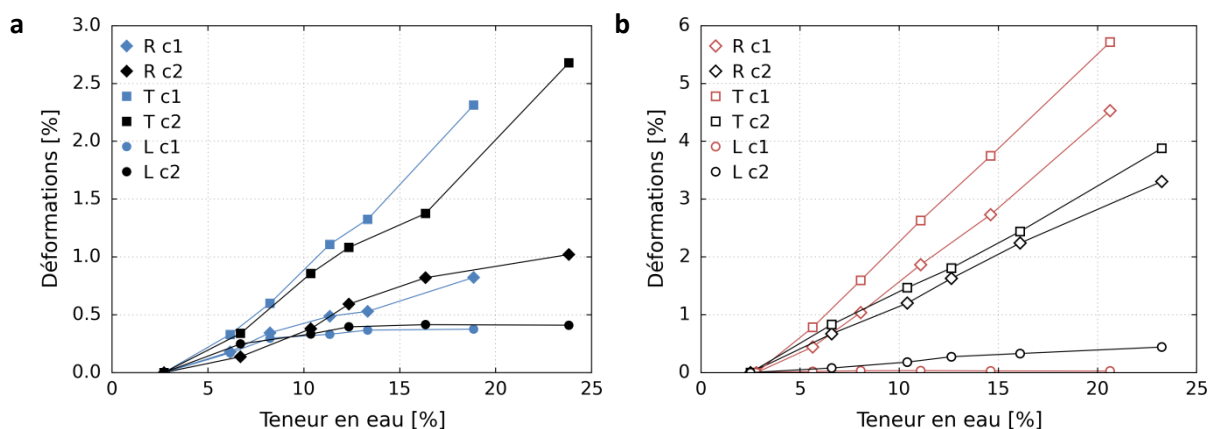 a
3.0
2.5
2.0
1.5
1.0
0.5
0.0
Déformations [%]
R c1
R c2
T c1
T c2
L c1
L c2
0
5
10
15
20
25
Teneur en eau [%]
b
6
5
4
3
2
1
0
Déformations [%]
R c1
R c2
T c1
T c2
L c1
L c2
0
5
10
15
20
25
Teneur en eau [%]